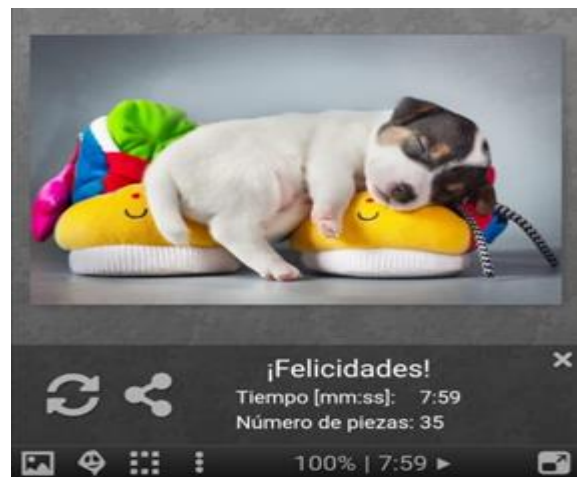 ¡Felicidades!
Tiempo [mm:ss]: 7:59
Número de piezas: 35
100% | 7:59